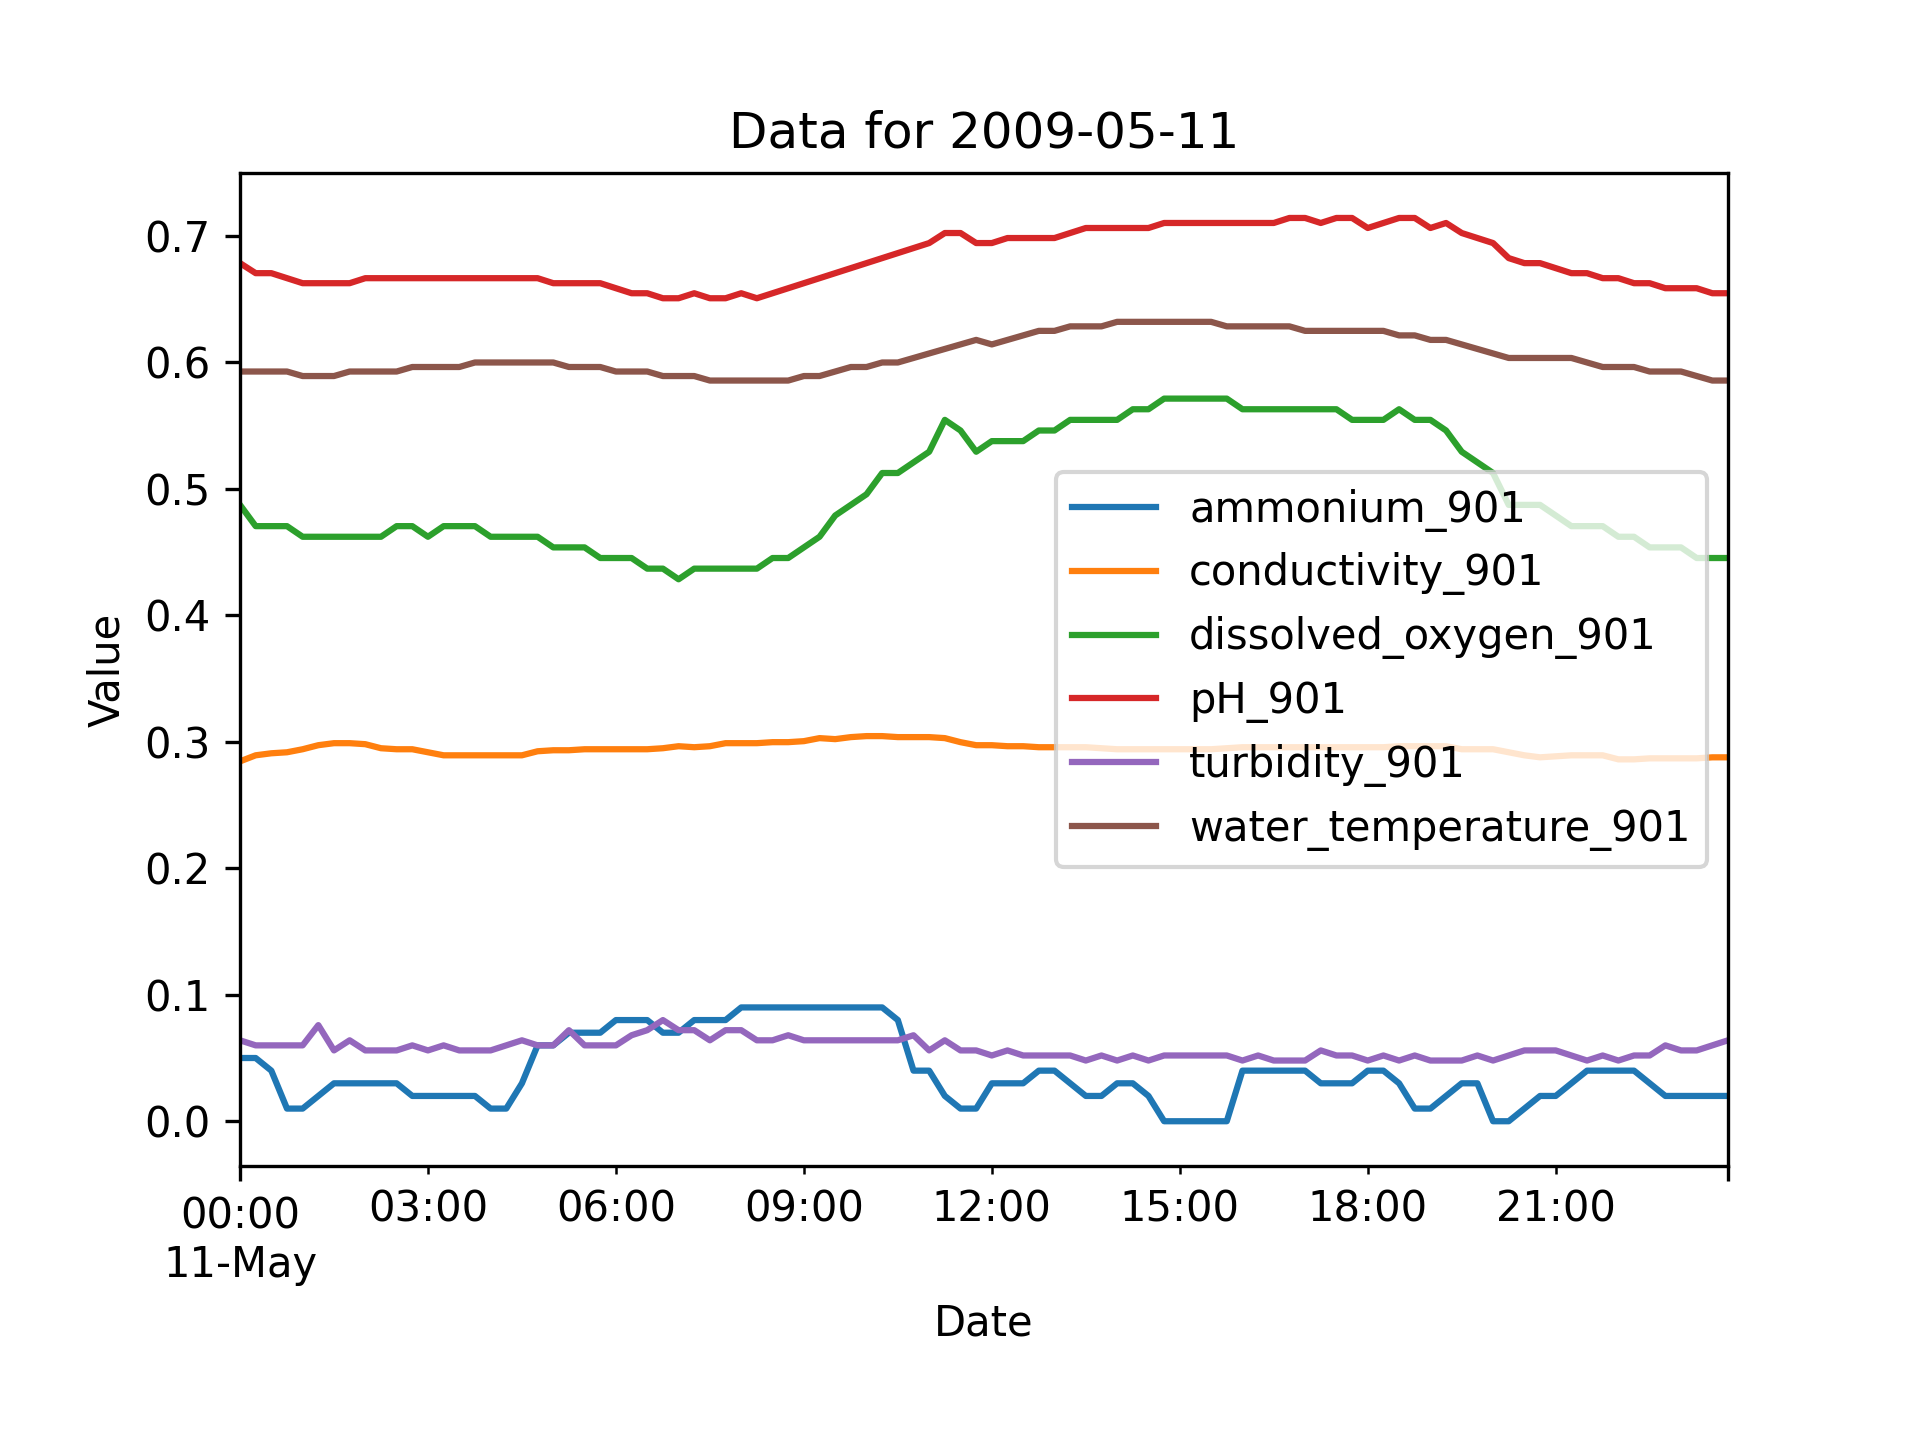 Data for 2009-05-11
Value
0.7
0.6
0.5
0.4
0.3
0.2
0.1
0.0
ammonium_901
conductivity_901
dissolved_oxygen_901
pH_901
turbidity_901
water_temperature_901
00:00 03:00 06:00 09:00 12:00 15:00 18:00 21:00
11-May
Date